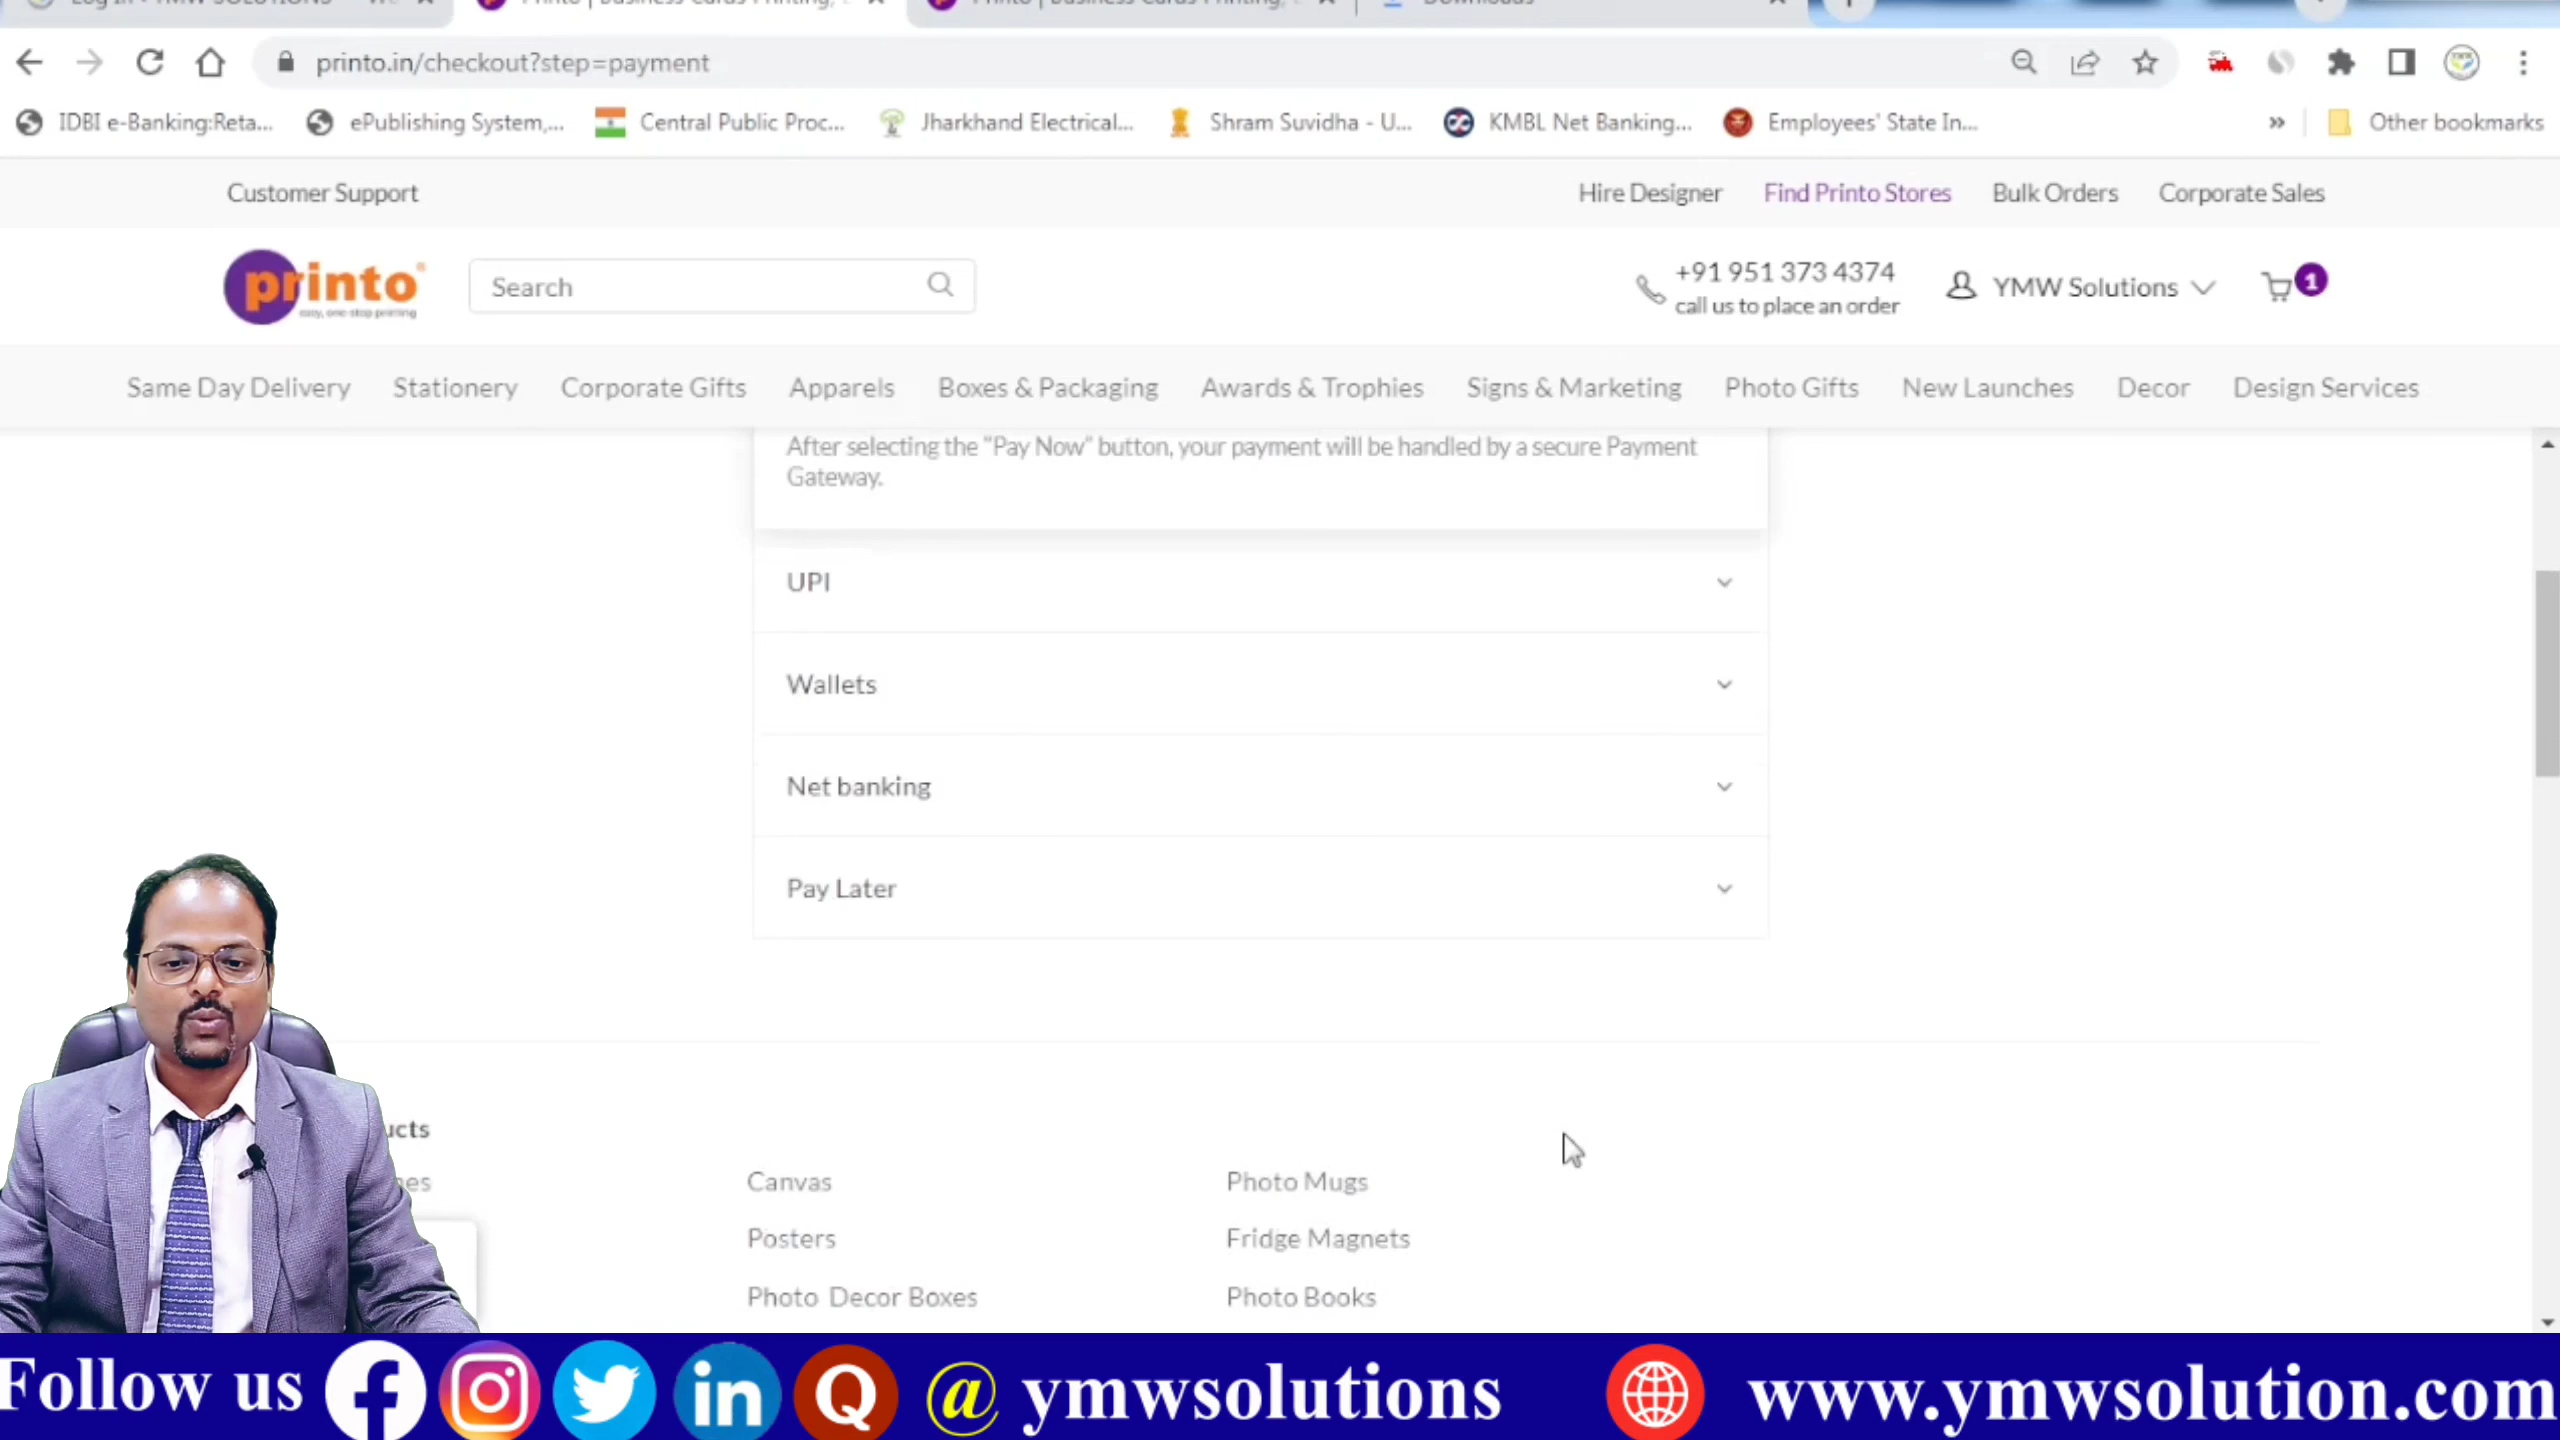 printo.in/checkout?step=payment
IDBI e-Banking:Reta... ePublishing System,... Central Public Proc... Jharkhand Electrical... Shram Suvidha - U... KMBL Net Banking... Employees' State In... » Other bookmarks
Customer Support Hire Designer Find Printo Stores Bulk Orders Corporate Sales
printo
easy, one stop printing
Search
+91 951 373 4374
call us to place an order
YMW Solutions
1
Same Day Delivery Stationery Corporate Gifts Apparels Boxes & Packaging Awards & Trophies Signs & Marketing Photo Gifts New Launches Decor Design Services
After selecting the "Pay Now" button, your payment will be handled by a secure Payment
Gateway.
UPI
Wallets
Net banking
Pay Later
Canvas Photo Mugs
Posters Fridge Magnets
Photo Decor Boxes Photo Books
Follow us @ ymwsolutions www.ymwsolution.com